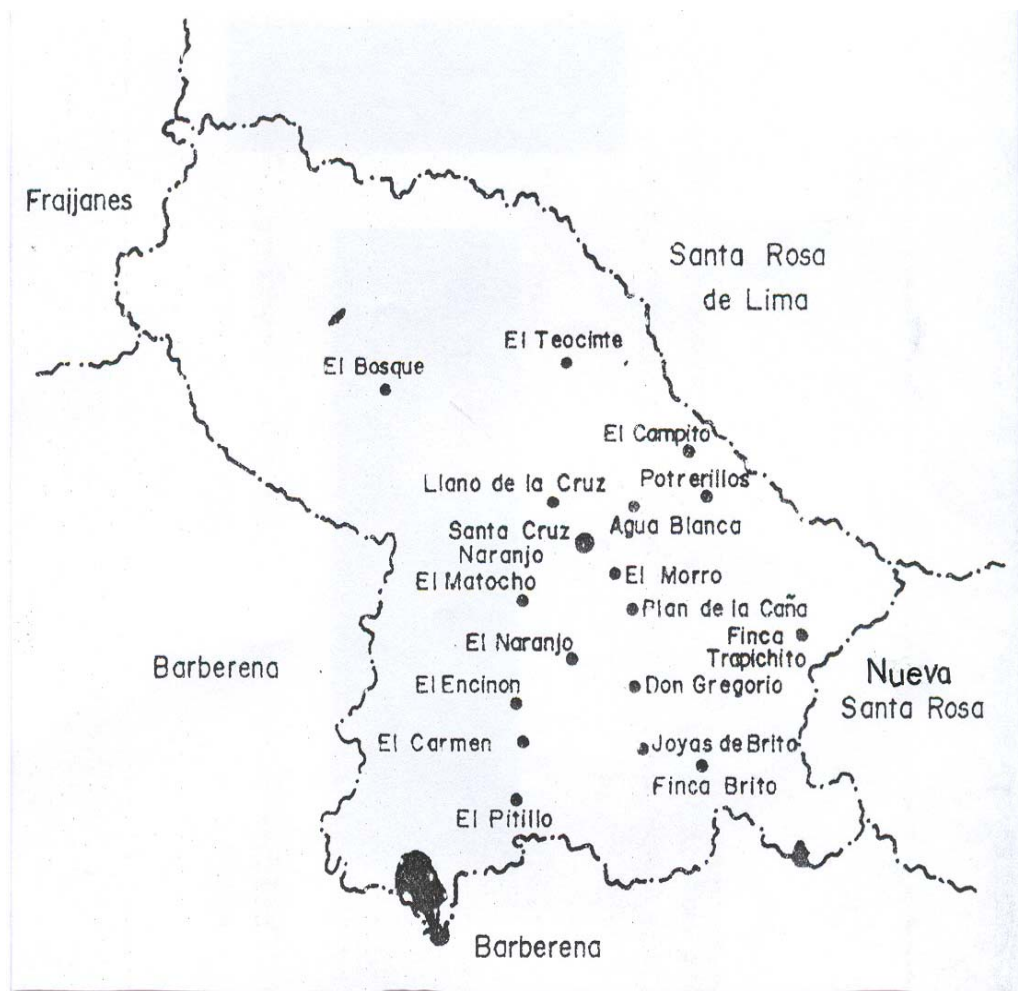 Fraijanes
Santa Rosa
de Lima
El Teocinte
El Bosque
El Campito
Llano de la Cruz
Potrerillos
Agua Blanca
Santa Cruz
Naranjo
El Matocho
El Morro
Plan de la Caña
Finca
Trapichito
El Naranjo
Barberena
Nueva
Santa Rosa
El Encinon
Don Gregorio
El Carmen
Joyas de Brito
Finca Brito
El Pitillo
Barberena